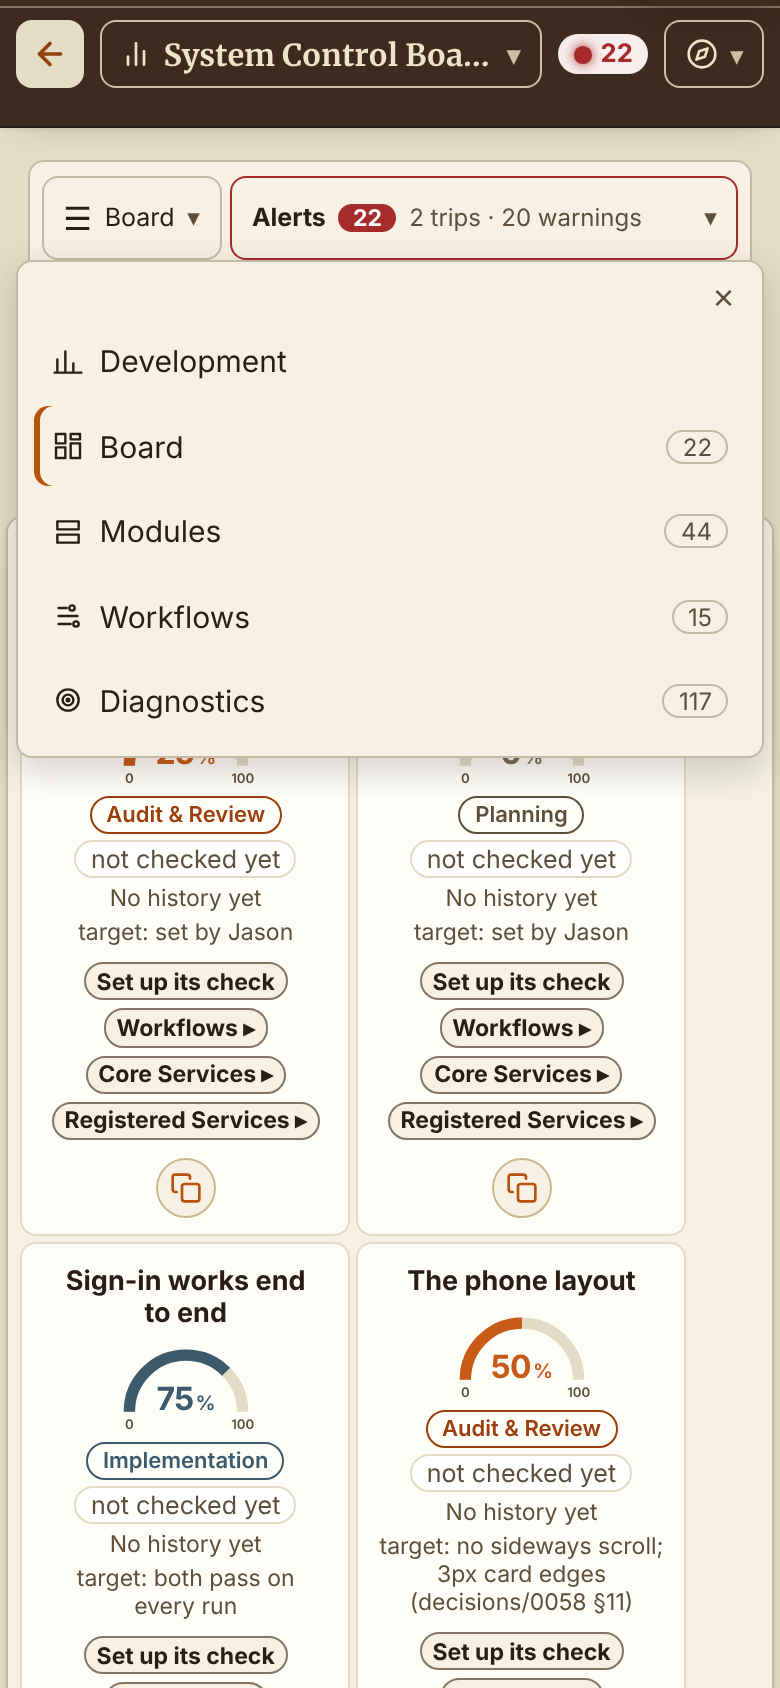 System Control Boa... ▾
22
▾
☰ Board ▾
Alerts 22 2 trips · 20 warnings ▾
×
Development
Board 22
Modules 44
Workflows 15
Diagnostics 117
%
0 100
Audit & Review
not checked yet
No history yet
target: set by Jason
Set up its check
Workflows ▸
Core Services ▸
Registered Services ▸
%
0 100
Planning
not checked yet
No history yet
target: set by Jason
Set up its check
Workflows ▸
Core Services ▸
Registered Services ▸
Sign-in works end
to end
75%
0 100
Implementation
not checked yet
No history yet
target: both pass on
every run
Set up its check
The phone layout
50%
0 100
Audit & Review
not checked yet
No history yet
target: no sideways scroll;
3px card edges
(decisions/0058 §11)
Set up its check